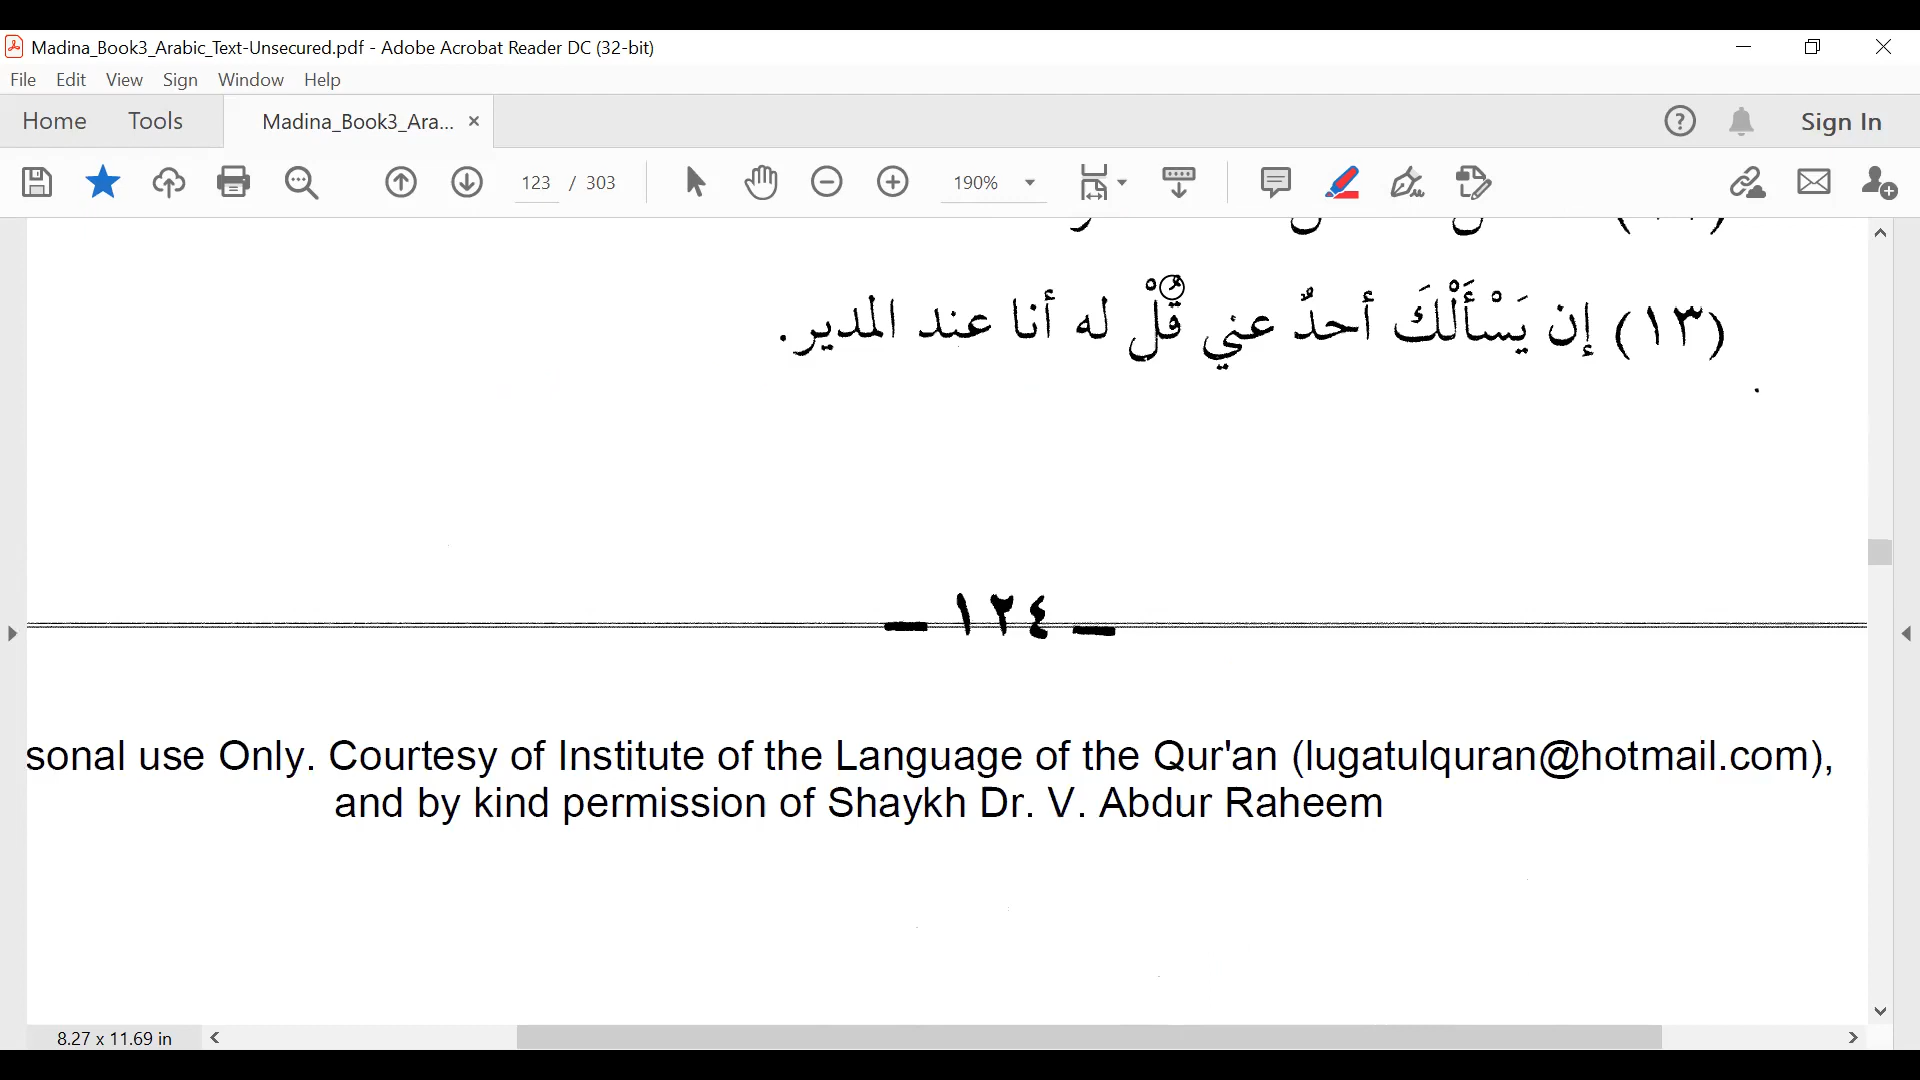 Madina_Book3_Arabic_Text-Unsecured.pdf - Adobe Acrobat Reader DC (32-bit)
File Edit View Sign Window Help
Home Tools Madina_Book3_Ara... × Sign In
123 / 303 190%
(١٣) إن يَسْأَلْكَ أحدٌ عني قُلْ له أنا عند المدير.
— ١٢٤ —
sonal use Only. Courtesy of Institute of the Language of the Qur'an (lugatulquran@hotmail.com),
and by kind permission of Shaykh Dr. V. Abdur Raheem
8.27 x 11.69 in